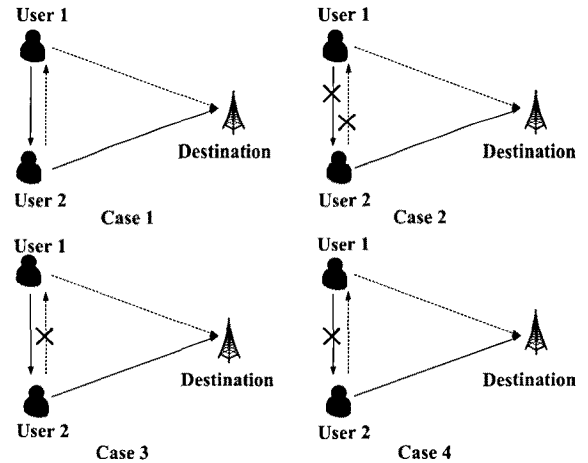 User 1
Destination
User 2
Case 1
User 1
Destination
User 2
Case 2
User 1
Destination
User 2
Case 3
User 1
Destination
User 2
Case 4